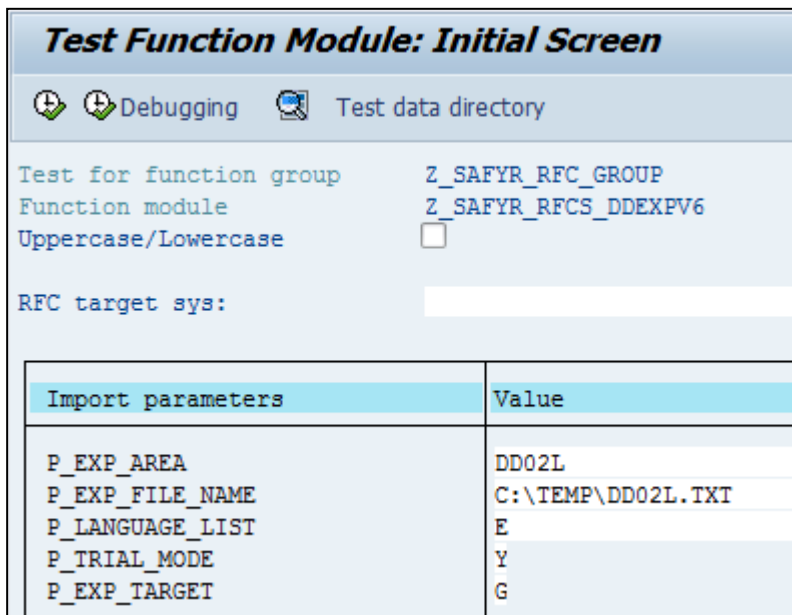 Test Function Module: Initial Screen
Debugging Test data directory
Test for function group Z_SAFYR_RFC_GROUP
Function module Z_SAFYR_RFCS_DDEXPV6
Uppercase/Lowercase
RFC target sys:
Import parameters Value
P_EXP_AREA DD02L
P_EXP_FILE_NAME C:\TEMP\DD02L.TXT
P_LANGUAGE_LIST E
P_TRIAL_MODE Y
P_EXP_TARGET G